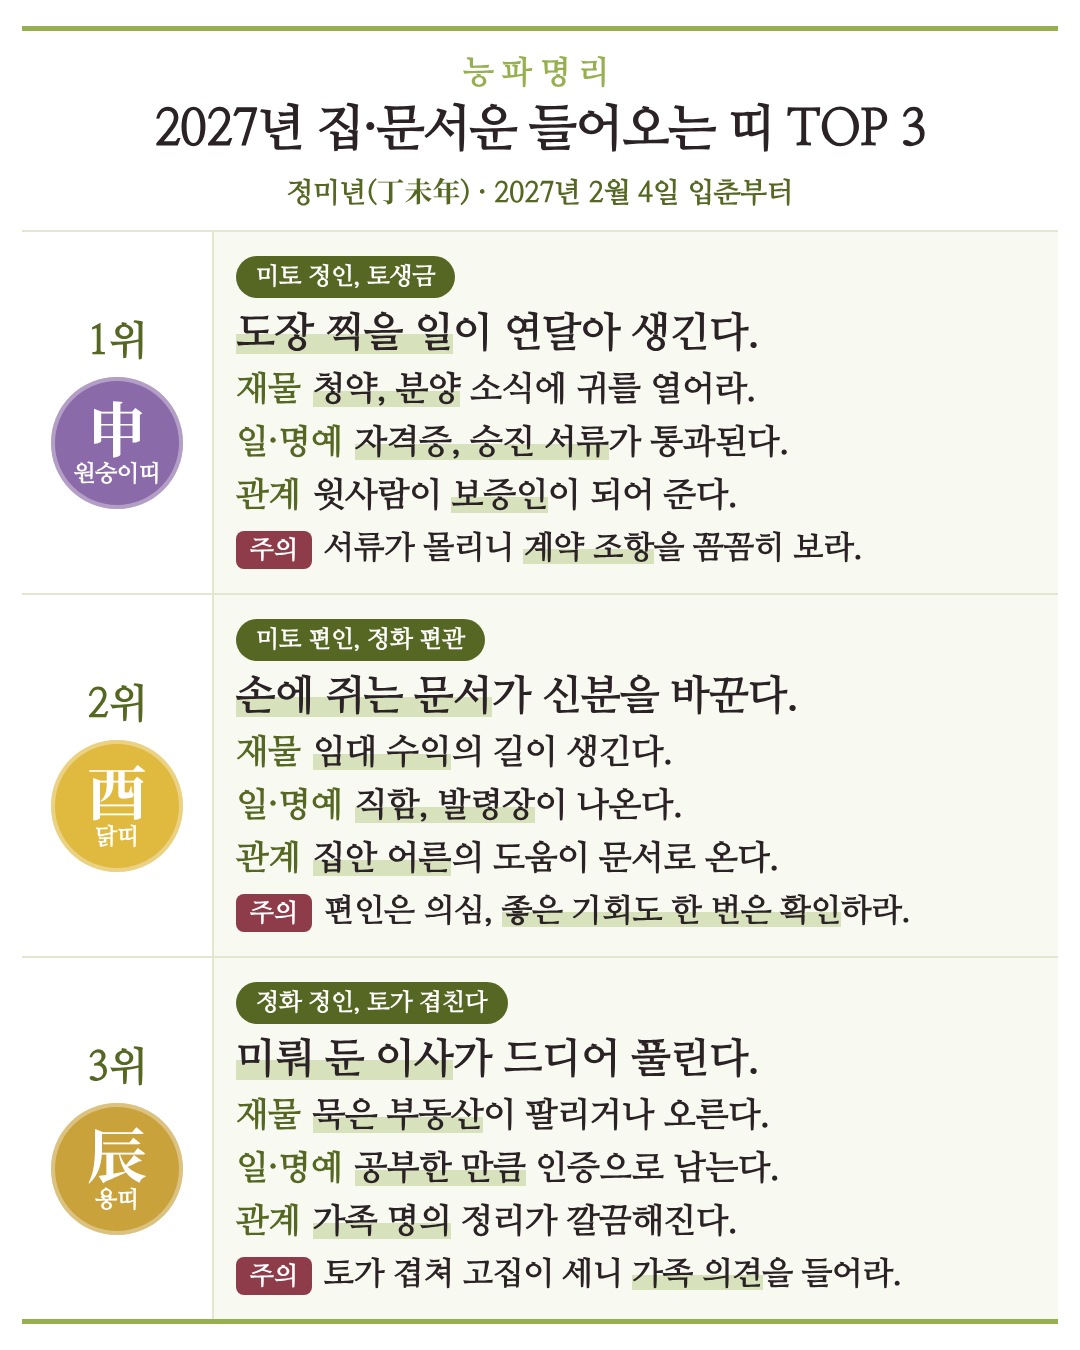 능파명리
2027년 집·문서운 들어오는 띠 TOP 3
정미년(丁未年) · 2027년 2월 4일 입춘부터
1위
申
원숭이띠
미토 정인, 토생금
도장 찍을 일이 연달아 생긴다.
재물 청약, 분양 소식에 귀를 열어라.
일·명예 자격증, 승진 서류가 통과된다.
관계 윗사람이 보증인이 되어 준다.
주의 서류가 몰리니 계약 조항을 꼼꼼히 보라.
2위
酉
닭띠
미토 편인, 정화 편관
손에 쥐는 문서가 신분을 바꾼다.
재물 임대 수익의 길이 생긴다.
일·명예 직함, 발령장이 나온다.
관계 집안 어른의 도움이 문서로 온다.
주의 편인은 의심, 좋은 기회도 한 번은 확인하라.
3위
辰
용띠
정화 정인, 토가 겹친다
미뤄 둔 이사가 드디어 풀린다.
재물 묵은 부동산이 팔리거나 오른다.
일·명예 공부한 만큼 인증으로 남는다.
관계 가족 명의 정리가 깔끔해진다.
주의 토가 겹쳐 고집이 세니 가족 의견을 들어라.